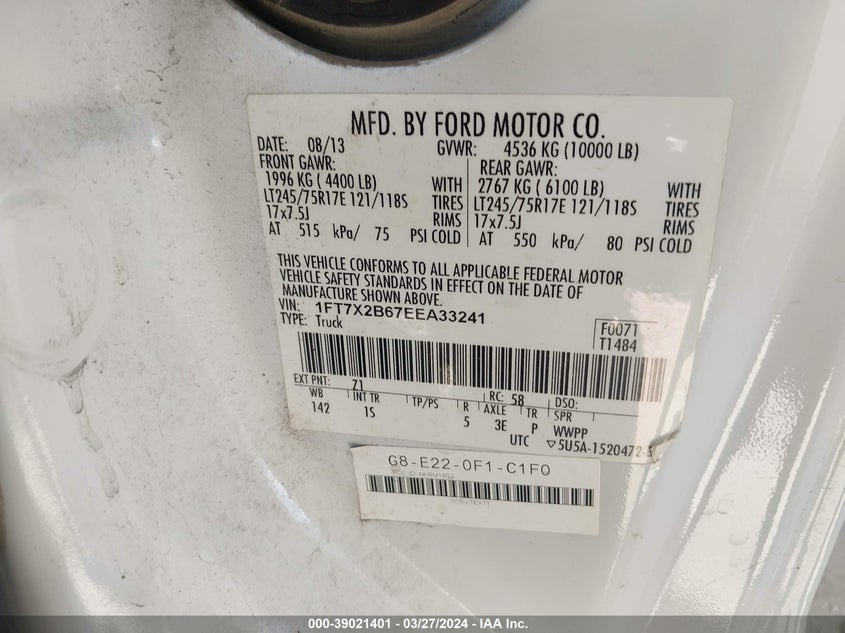 MFD. BY FORD MOTOR CO.
DATE: 08/13 GVWR: 4536 KG (10000 LB)
FRONT GAWR: REAR GAWR:
1996 KG ( 4400 LB) WITH 2767 KG ( 6100 LB) WITH
LT245/75R17E 121/118S TIRES LT245/75R17E 121/118S TIRES
17x7.5J RIMS 17x7.5J RIMS
AT 515 kPa/ 75 PSI COLD AT 550 kPa/ 80 PSI COLD
THIS VEHICLE CONFORMS TO ALL APPLICABLE FEDERAL MOTOR
VEHICLE SAFETY STANDARDS IN EFFECT ON THE DATE OF
MANUFACTURE SHOWN ABOVE.
VIN: 1FT7X2B67EEA33241
TYPE: Truck
F0071
T1484
EXT PNT: Z1 RC: 58 DSO:
WB INT TR TP/PS R AXLE TR SPR
142 1S 5 3E P WWPP
UTC ▽5U5A-1520472-
G8-E22-0F1-C1F0
000-39021401 - 03/27/2024 - IAA Inc.